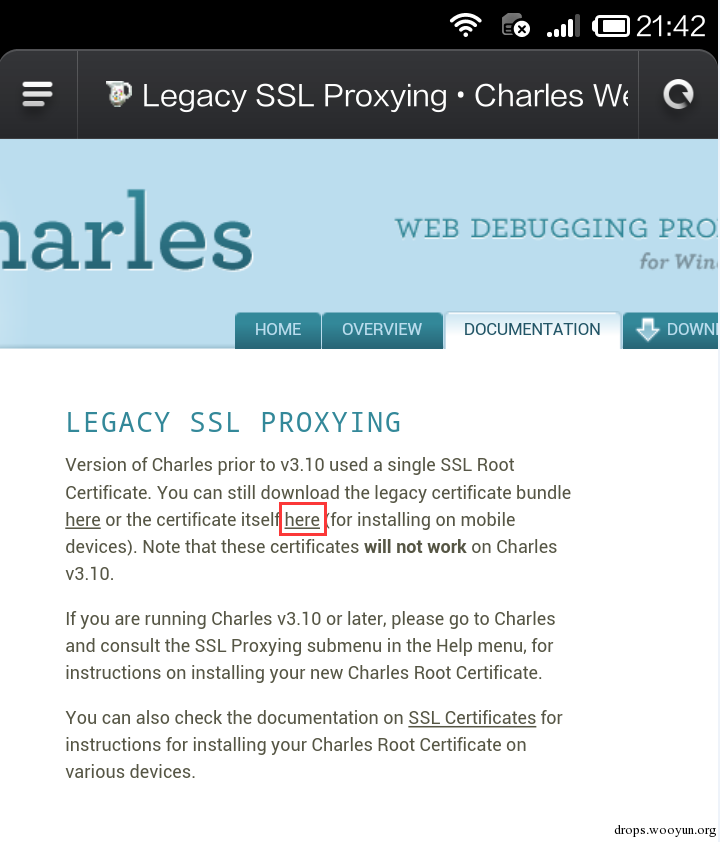 21:42
Legacy SSL Proxying • Charles We
harles
WEB DEBUGGING PRO
for Win
HOME
OVERVIEW
DOCUMENTATION
DOWN
LEGACY SSL PROXYING
Version of Charles prior to v3.10 used a single SSL Root
Certificate. You can still download the legacy certificate bundle
here or the certificate itself here (for installing on mobile
devices). Note that these certificates will not work on Charles
v3.10.
If you are running Charles v3.10 or later, please go to Charles
and consult the SSL Proxying submenu in the Help menu, for
instructions on installing your new Charles Root Certificate.
You can also check the documentation on SSL Certificates for
instructions for installing your Charles Root Certificate on
various devices.
drops.wooyun.org